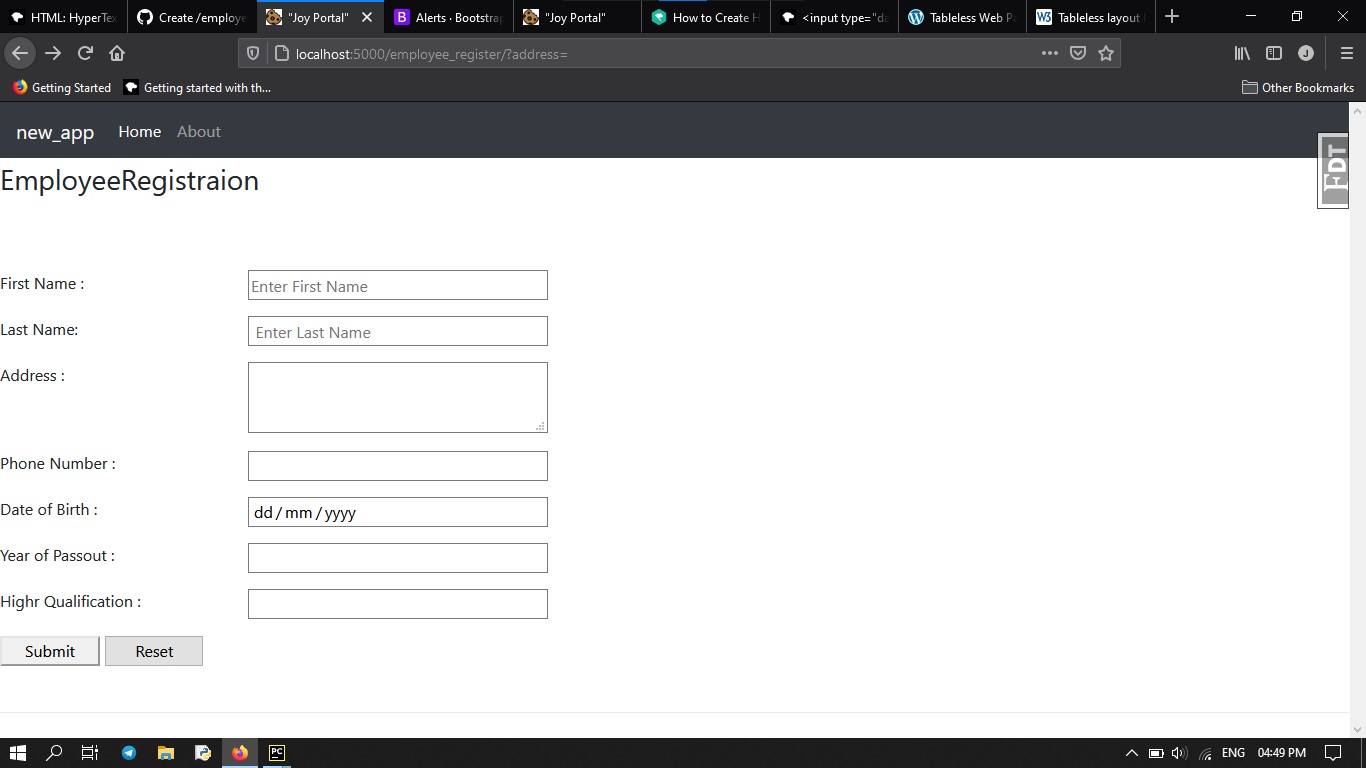 HTML: HyperTex
Create /employe
"Joy Portal"
Alerts · Bootstra
"Joy Portal"
How to Create H
<input type="da
Tableless Web Pa
Tableless layout
localhost:5000/employee_register/?address=
J
Getting Started
Getting started with th...
Other Bookmarks
new_app Home About
FDT
EmployeeRegistraion
First Name : Enter First Name
Last Name: Enter Last Name
Address :
Phone Number :
Date of Birth : dd / mm / yyyy
Year of Passout :
Highr Qualification :
Submit Reset
PC
ENG 04:49 PM